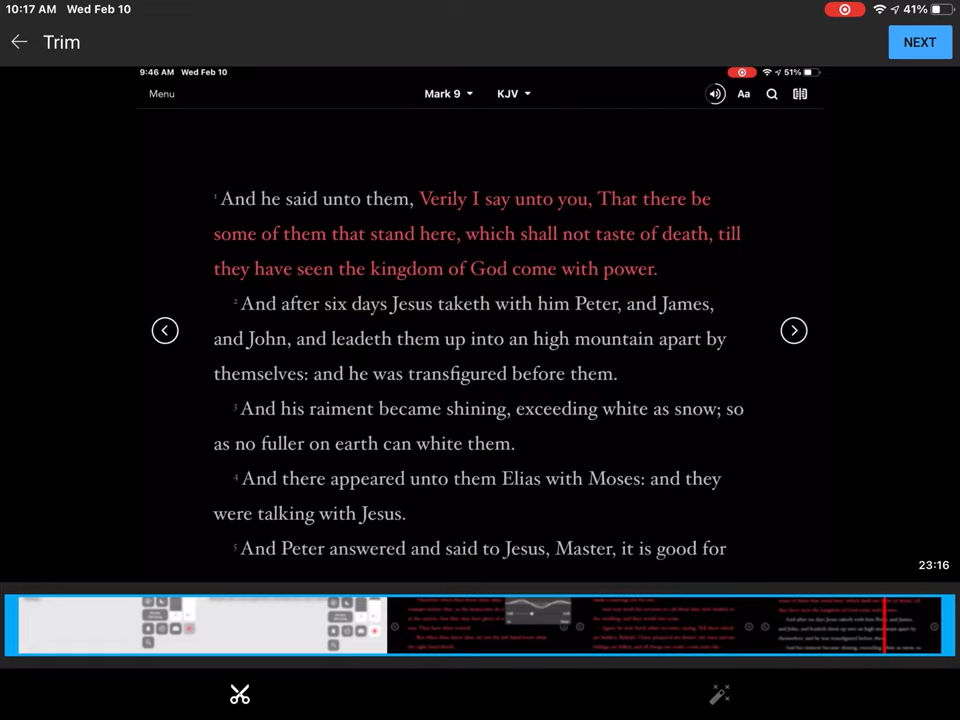 10:17 AM Wed Feb 10 41%
Trim NEXT
9:46 AM Wed Feb 10 51%
Menu Mark 9 KJV Aa
1 And he said unto them, Verily I say unto you, That there be
some of them that stand here, which shall not taste of death, till
they have seen the kingdom of God come with power.
2 And after six days Jesus taketh with him Peter, and James,
and John, and leadeth them up into an high mountain apart by
themselves: and he was transfigured before them.
3 And his raiment became shining, exceeding white as snow; so
as no fuller on earth can white them.
4 And there appeared unto them Elias with Moses: and they
were talking with Jesus.
5 And Peter answered and said to Jesus, Master, it is good for
23:16